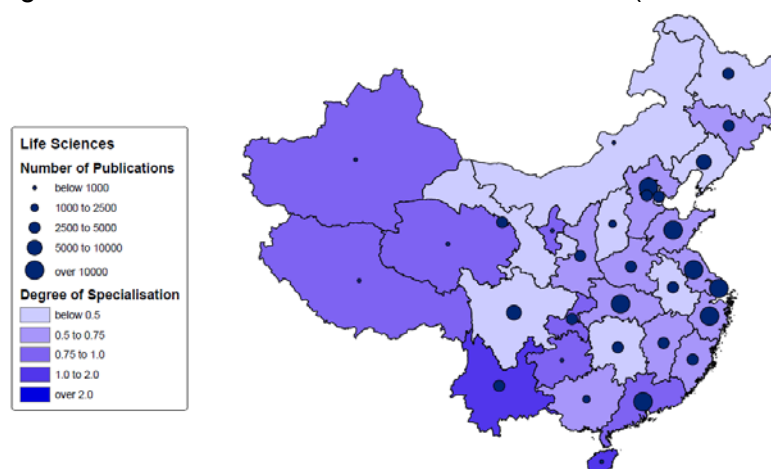 Life Sciences
Number of Publications
below 1000
1000 to 2500
2500 to 5000
5000 to 10000
over 10000
Degree of Specialisation
below 0.5
0.5 to 0.75
0.75 to 1.0
1.0 to 2.0
over 2.0